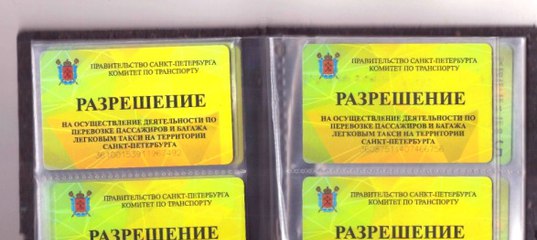 ПРАВИТЕЛЬСТВО САНКТ-ПЕТЕРБУРГА
КОМИТЕТ ПО ТРАНСПОРТУ
РАЗРЕШЕНИЕ
НА ОСУЩЕСТВЛЕНИЕ ДЕЯТЕЛЬНОСТИ ПО
ПЕРЕВОЗКЕ ПАССАЖИРОВ И БАГАЖА
ЛЕГКОВЫМ ТАКСИ НА ТЕРРИТОРИИ
САНКТ-ПЕТЕРБУРГА
ПРАВИТЕЛЬСТВО САНКТ-ПЕТЕРБУРГА
КОМИТЕТ ПО ТРАНСПОРТУ
РАЗРЕШЕНИЕ
НА ОСУЩЕСТВЛЕНИЕ ДЕЯТЕЛЬНОСТИ ПО
ПЕРЕВОЗКЕ ПАССАЖИРОВ И БАГАЖА
ЛЕГКОВЫМ ТАКСИ НА ТЕРРИТОРИИ
САНКТ-ПЕТЕРБУРГА
ПРАВИТЕЛЬСТВО САНКТ-ПЕТЕРБУРГА
КОМИТЕТ ПО ТРАНСПОРТУ
РАЗРЕШЕНИЕ
ПРАВИТЕЛЬСТВО САНКТ-ПЕТЕРБУРГА
КОМИТЕТ ПО ТРАНСПОРТУ
РАЗРЕШЕНИЕ